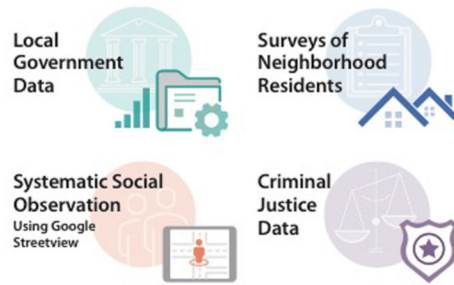 Local
Government
Data
Surveys of
Neighborhood
Residents
Systematic Social
Observation
Using Google
Streetview
Criminal
Justice
Data